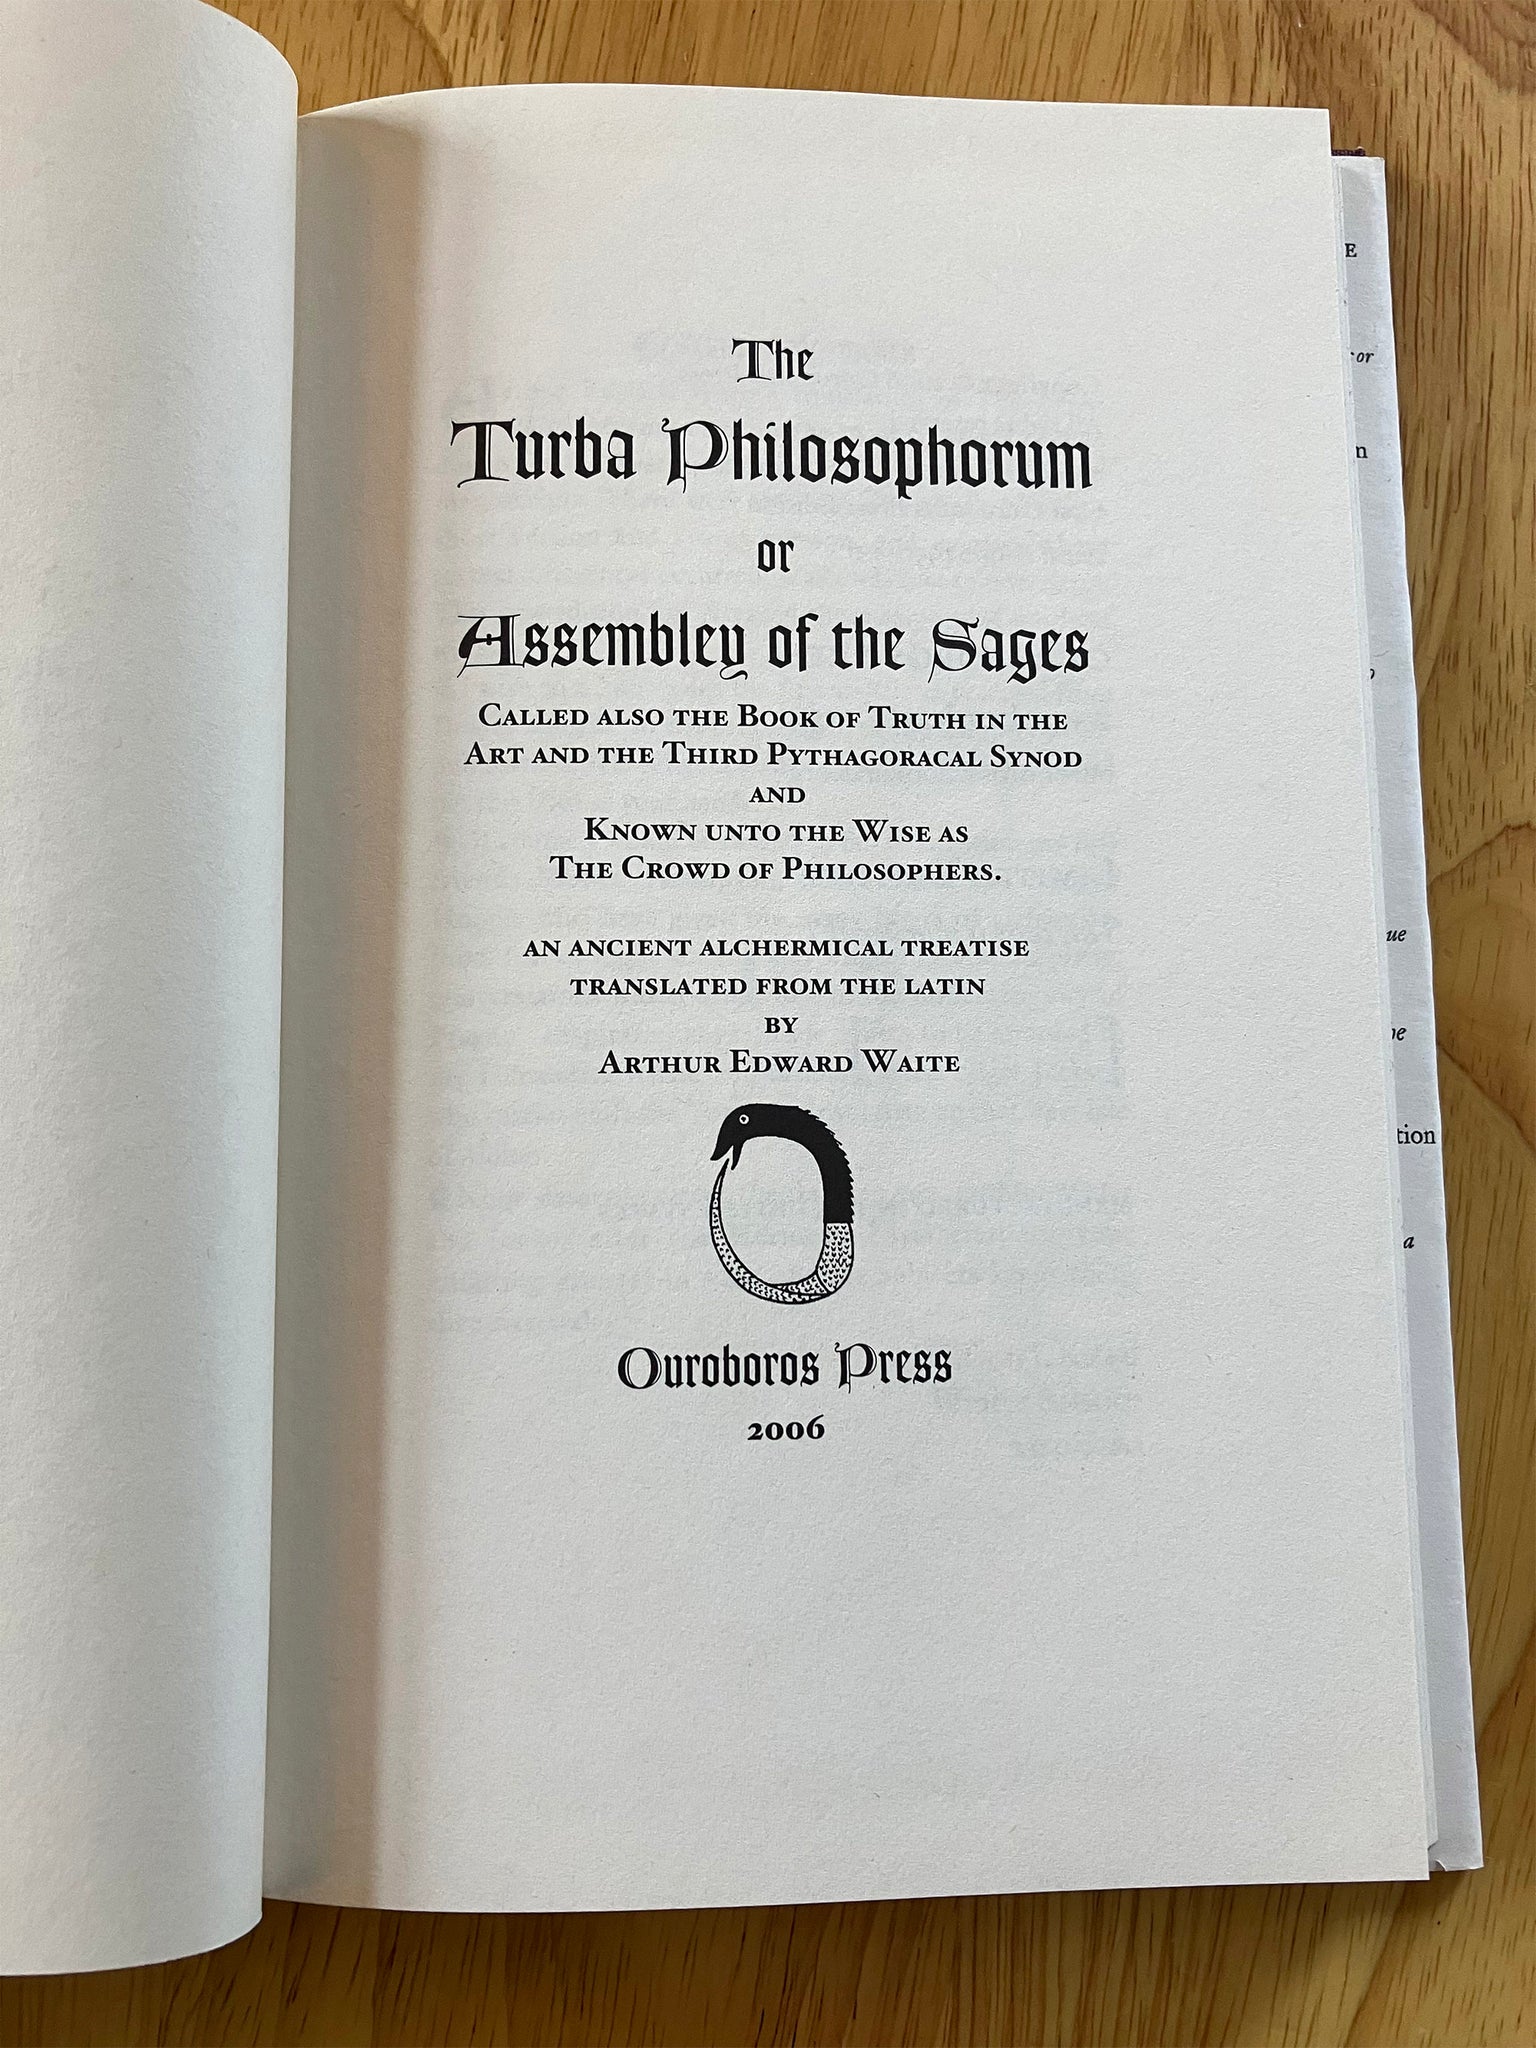 The
Turba Philosophorum
or
Assembley of the Sages
Called also the Book of Truth in the
Art and the Third Pythagoracal Synod
and
Known unto the Wise as
The Crowd of Philosophers.
an ancient alchermical treatise
translated from the latin
by
Arthur Edward Waite
Ouroboros Press
2006